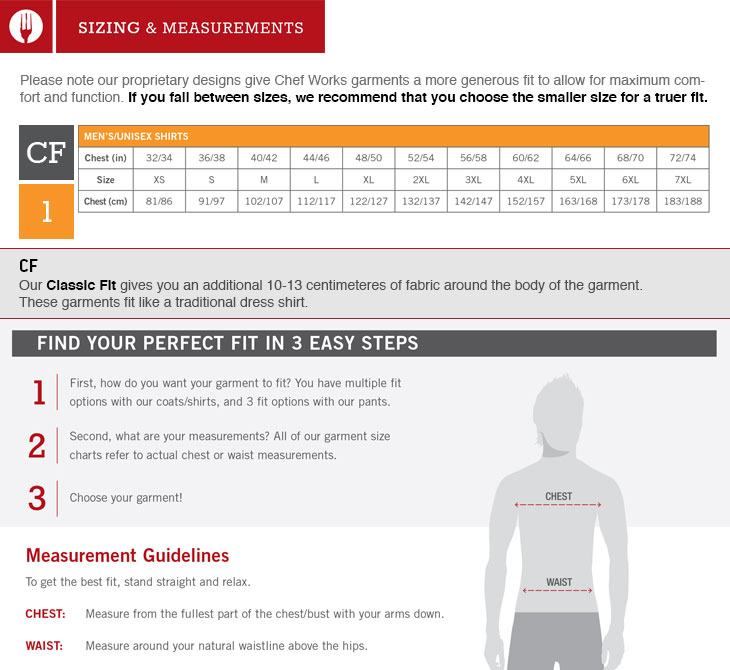 SIZING & MEASUREMENTS
Please note our proprietary designs give Chef Works garments a more generous fit to allow for maximum com-
fort and function. If you fall between sizes, we recommend that you choose the smaller size for a truer fit.
CF
1
MEN'S/UNISEX SHIRTS
Chest (in) 32/34 36/38 40/42 44/46 48/50 52/54 56/58 60/62 64/66 68/70 72/74
Size XS S M L XL 2XL 3XL 4XL 5XL 6XL 7XL
Chest (cm) 81/86 91/97 102/107 112/117 122/127 132/137 142/147 152/157 163/168 173/178 183/188
CF
Our Classic Fit gives you an additional 10-13 centimeteres of fabric around the body of the garment.
These garments fit like a traditional dress shirt.
FIND YOUR PERFECT FIT IN 3 EASY STEPS
1 First, how do you want your garment to fit? You have multiple fit
options with our coats/shirts, and 3 fit options with our pants.
2 Second, what are your measurements? All of our garment size
charts refer to actual chest or waist measurements.
3 Choose your garment!
CHEST
WAIST
Measurement Guidelines
To get the best fit, stand straight and relax.
CHEST: Measure from the fullest part of the chest/bust with your arms down.
WAIST: Measure around your natural waistline above the hips.